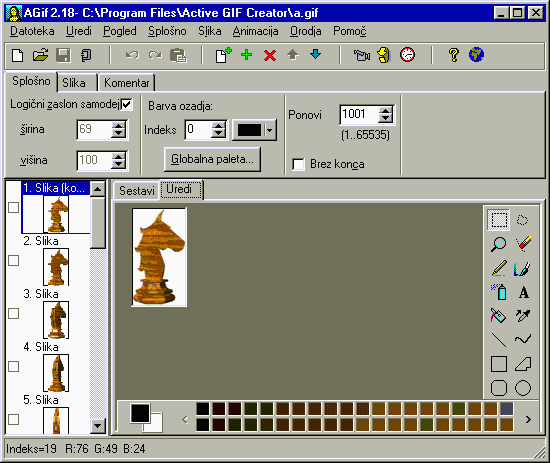 AGif 2.18- C:\Program Files\Active GIF Creator\a.gif
Datoteka Uredi Pogled Splošno Slika Animacija Orodja Pomoč
Splošno Slika Komentar
Logični zaslon samodej
širina 69
višina 100
Barva ozadja:
Indeks 0
Globalna paleta...
Ponovi 1001
(1..65535)
Brez konca
1. Slika (ko...
2. Slika
3. Slika
4. Slika
5. Slika
Sestavi Uredi
A
Indeks=19 R:76 G:49 B:24